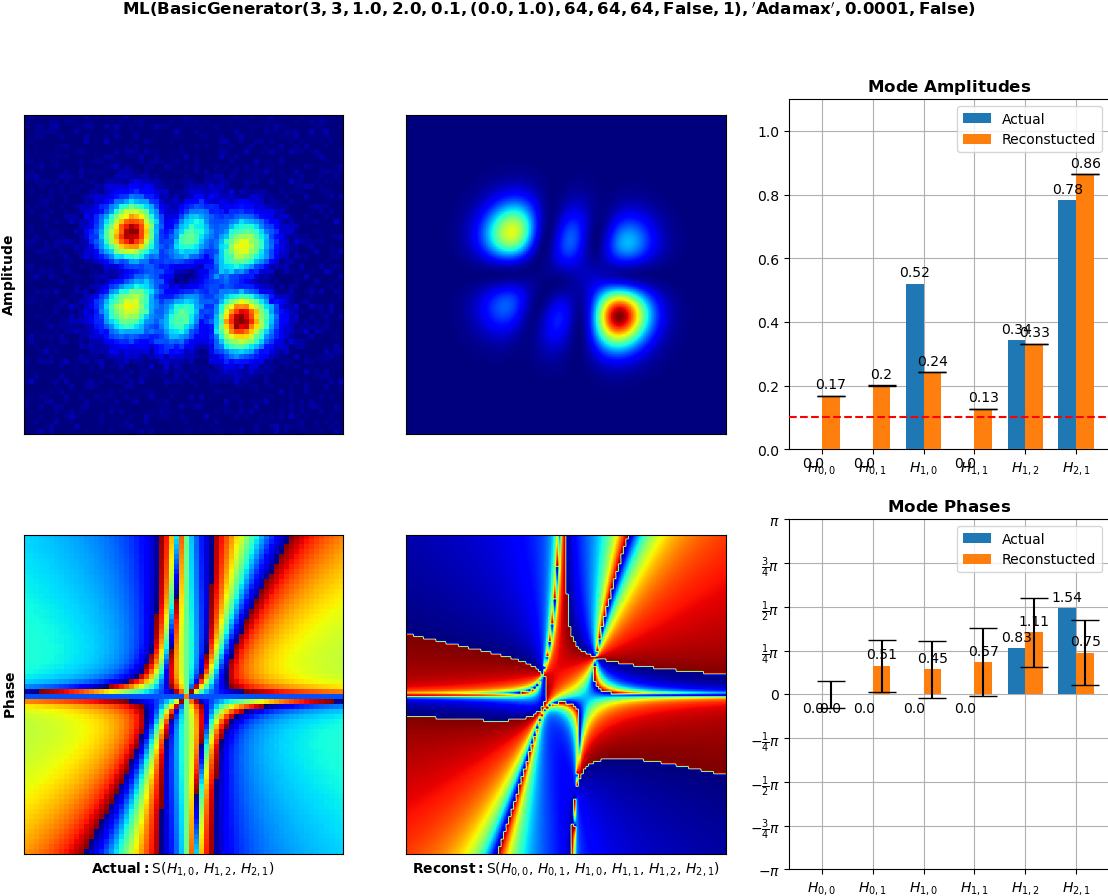 ML(BasicGenerator(3, 3, 1.0, 2.0, 0.1, (0.0, 1.0), 64, 64, 64, False, 1), ′Adamax′, 0.0001, False)
Amplitude
Mode Amplitudes
Actual
Reconstucted
1.0
0.8
0.6
0.4
0.2
0.0
0.0
0.17
0.0
0.2
0.52
0.24
0.0
0.13
0.34
0.33
0.78
0.86
H0,0
H0,1
H1,0
H1,1
H1,2
H2,1
Phase
Actual: S(H1,0, H1,2, H2,1)
Reconst: S(H0,0, H0,1, H1,0, H1,1, H1,2, H2,1)
Mode Phases
Actual
Reconstucted
π
3/4π
1/2π
1/4π
0
−1/4π
−1/2π
−3/4π
−π
0.0
0.0
0.0
0.51
0.0
0.45
0.0
0.57
0.83
1.11
1.54
0.75
H0,0
H0,1
H1,0
H1,1
H1,2
H2,1